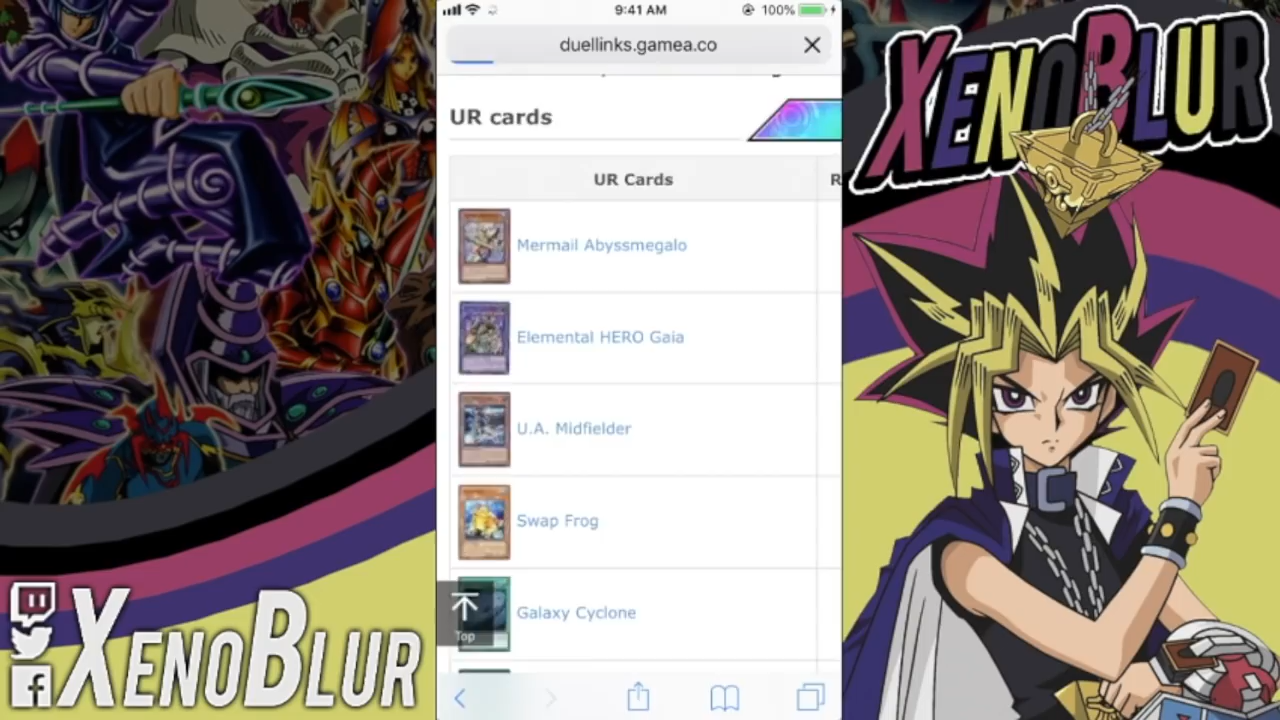 9:41 AM
100%
duellinks.gamea.co
UR cards
UR Cards
R
Mermail Abyssmegalo
Elemental HERO Gaia
U.A. Midfielder
Swap Frog
Galaxy Cyclone
Top
XENOBLUR
XENOBLUR